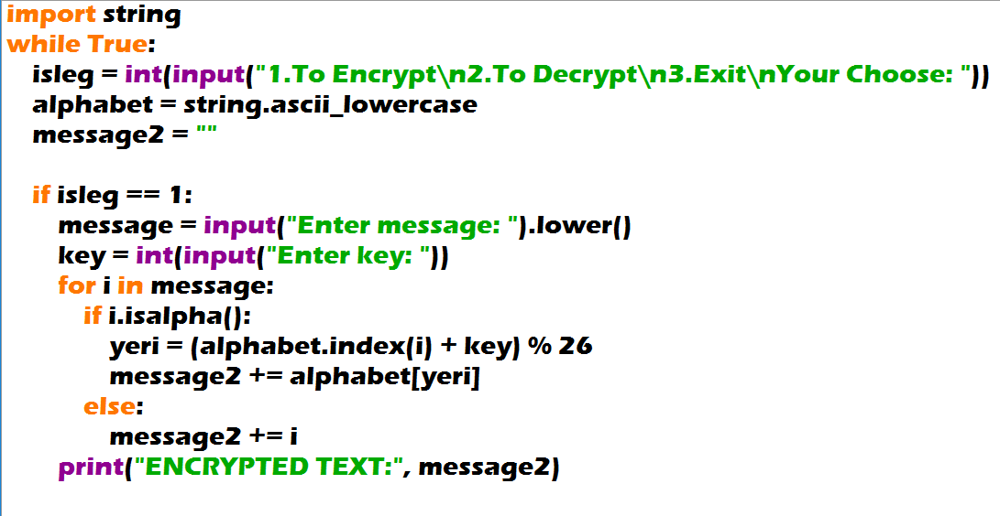 import string
while True:
isleg = int(input("1.To Encrypt\n2.To Decrypt\n3.Exit\nYour Choose: "))
alphabet = string.ascii_lowercase
message2 = ""
if isleg == 1:
message = input("Enter message: ").lower()
key = int(input("Enter key: "))
for i in message:
if i.isalpha():
yeri = (alphabet.index(i) + key) % 26
message2 += alphabet[yeri]
else:
message2 += i
print("ENCRYPTED TEXT:", message2)